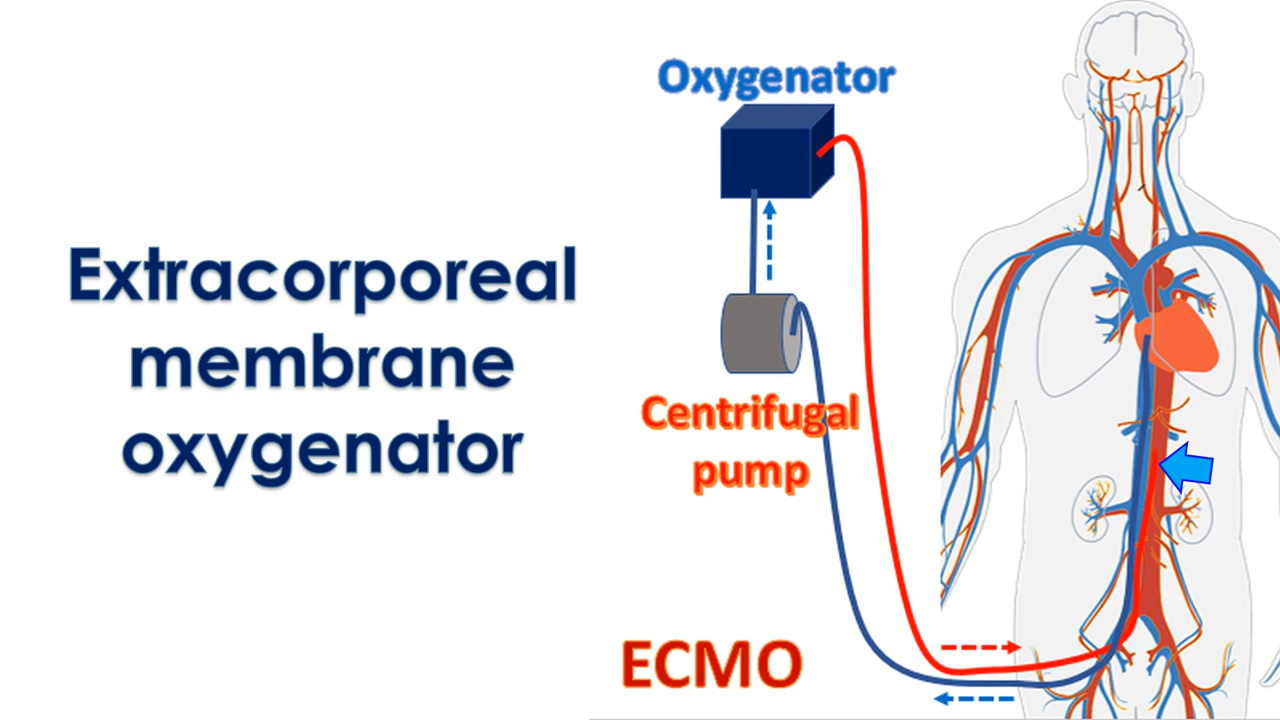 Extracorporeal
membrane
oxygenator
Oxygenator
Centrifugal
pump
ECMO